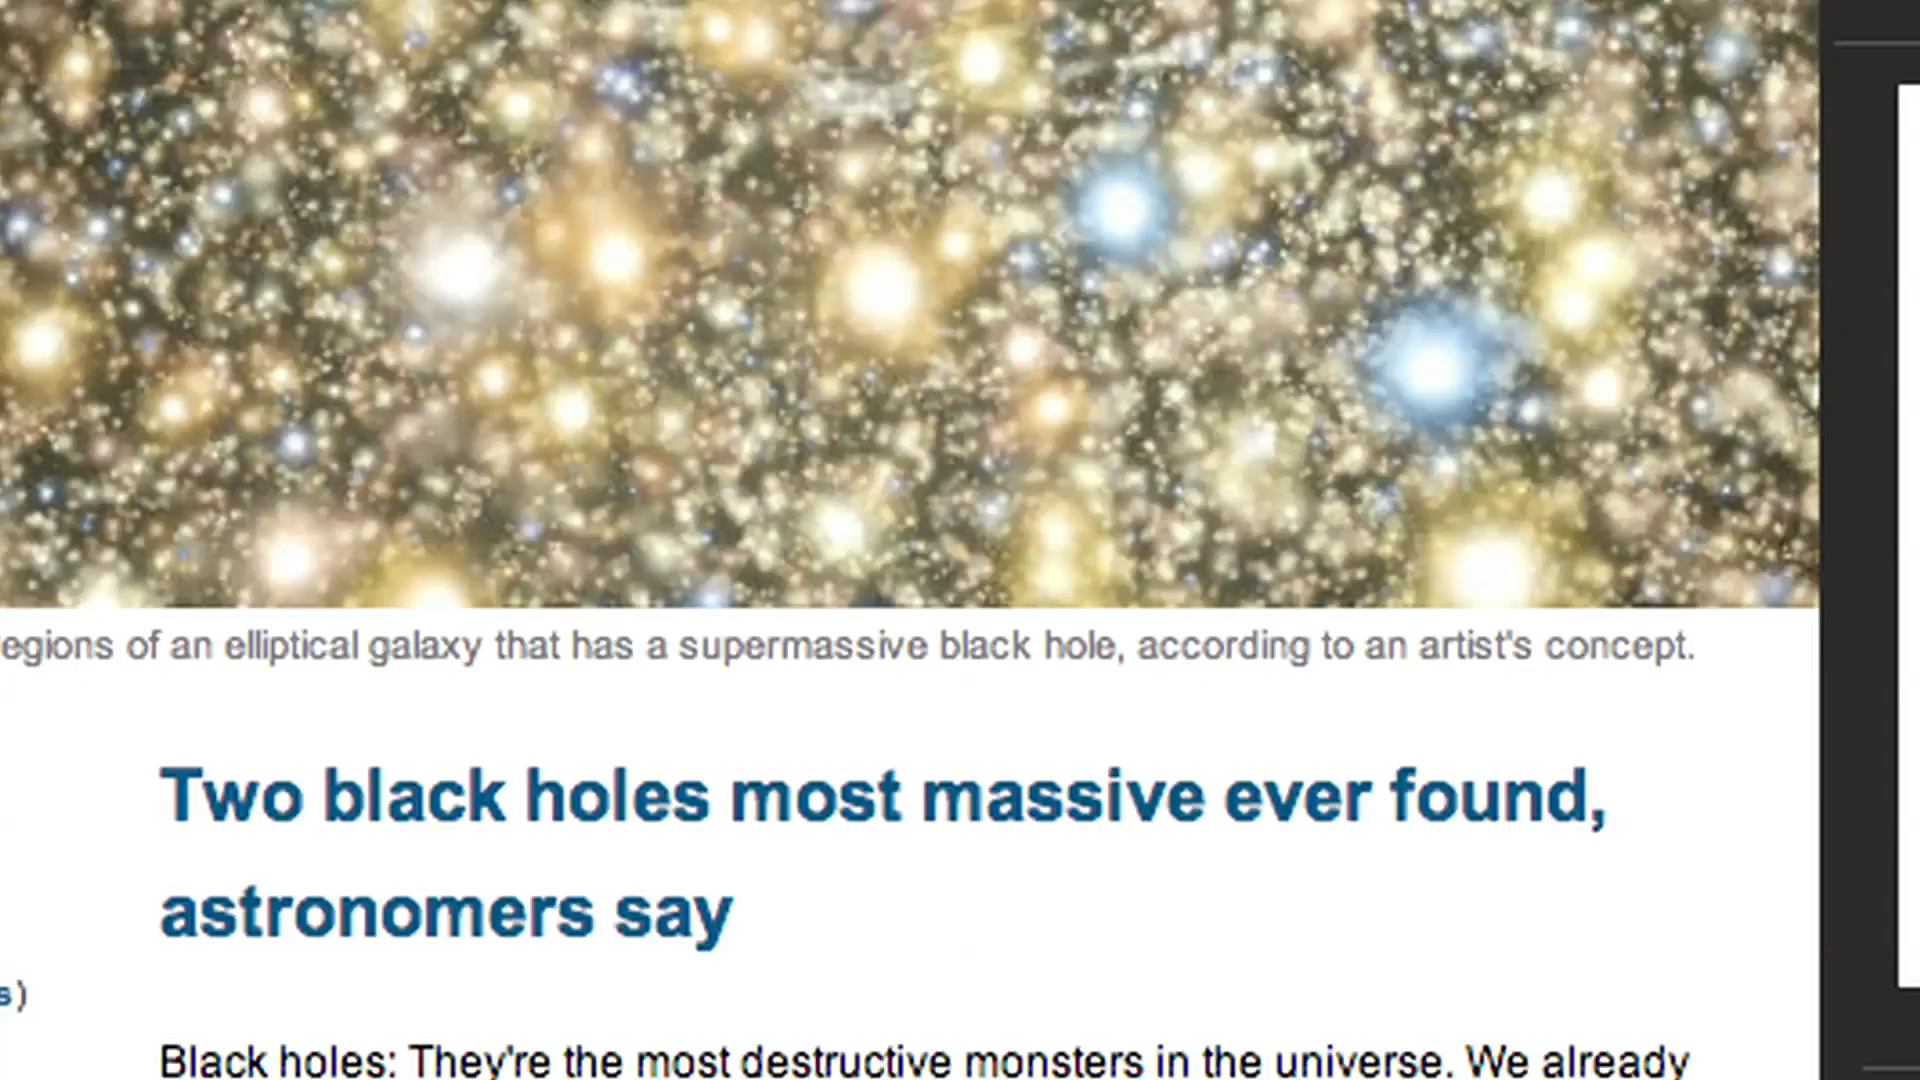 of an elliptical galaxy that has a supermassive black hole, according to an artist's concept.
Two black holes most massive ever found,
astronomers say
s)
Black holes: They're the most destructive monsters in the universe. We already